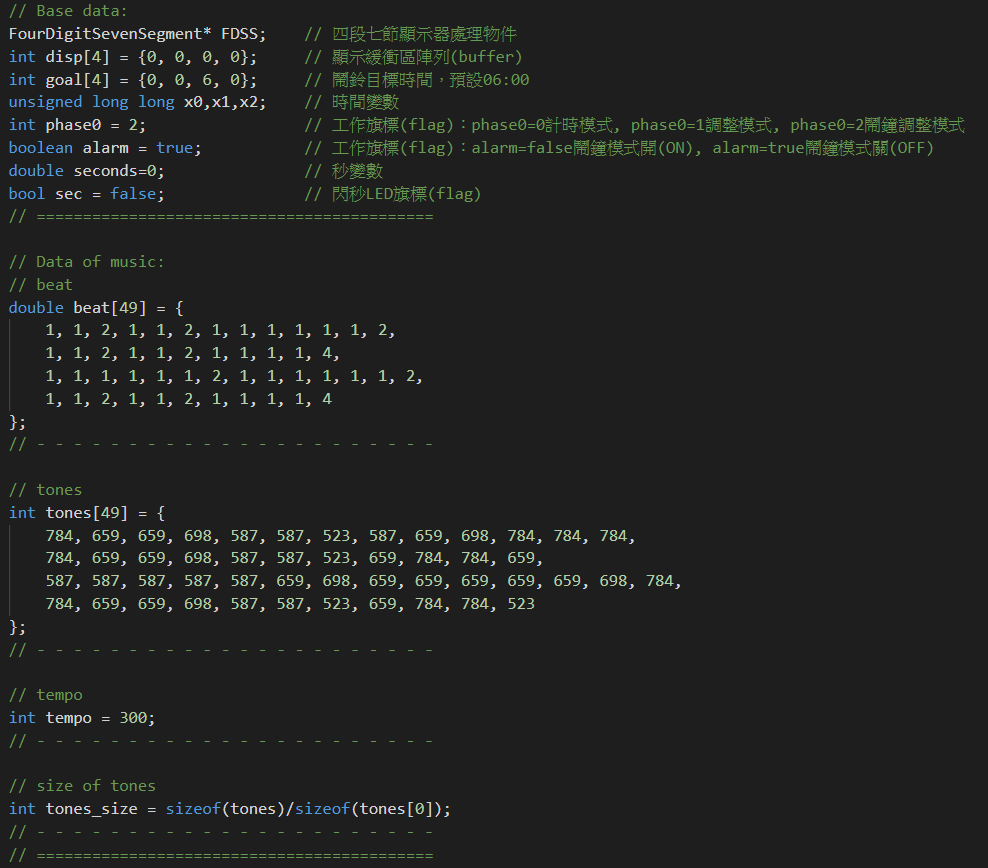 // Base data:
FourDigitSevenSegment* FDSS;    // 四段七節顯示器處理物件
int disp[4] = {0, 0, 0, 0};     // 顯示緩衝區陣列(buffer)
int goal[4] = {0, 0, 6, 0};     // 鬧鈴目標時間，預設06:00
unsigned long long x0,x1,x2;    // 時間變數
int phase0 = 2;                 // 工作旗標(flag)：phase0=0計時模式, phase0=1調整模式, phase0=2鬧鐘調整模式
boolean alarm = true;           // 工作旗標(flag)：alarm=false鬧鐘模式開(ON), alarm=true鬧鐘模式關(OFF)
double seconds=0;               // 秒變數
bool sec = false;               // 閃秒LED旗標(flag)
// ===========================================
// Data of music:
// beat
double beat[49] = {
    1, 1, 2, 1, 1, 2, 1, 1, 1, 1, 1, 1, 2,
    1, 1, 2, 1, 1, 2, 1, 1, 1, 1, 4,
    1, 1, 1, 1, 1, 1, 2, 1, 1, 1, 1, 1, 1, 2,
    1, 1, 2, 1, 1, 2, 1, 1, 1, 1, 4
};
// - - - - - - - - - - - - - - - - - - - - - -
// tones
int tones[49] = {
    784, 659, 659, 698, 587, 587, 523, 587, 659, 698, 784, 784, 784,
    784, 659, 659, 698, 587, 587, 523, 659, 784, 784, 659,
    587, 587, 587, 587, 587, 659, 698, 659, 659, 659, 659, 659, 698, 784,
    784, 659, 659, 698, 587, 587, 523, 659, 784, 784, 523
};
// - - - - - - - - - - - - - - - - - - - - - -
// tempo
int tempo = 300;
// - - - - - - - - - - - - - - - - - - - - - -
// size of tones
int tones_size = sizeof(tones)/sizeof(tones[0]);
// - - - - - - - - - - - - - - - - - - - - - -
// ===========================================